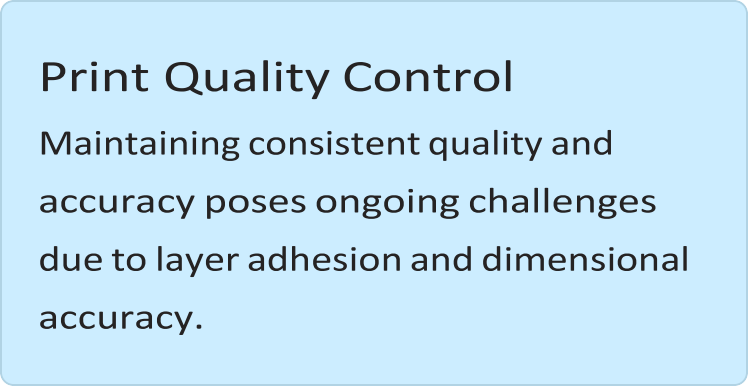 Print Quality Control
Maintaining consistent quality and
accuracy poses ongoing challenges
due to layer adhesion and dimensional
accuracy.